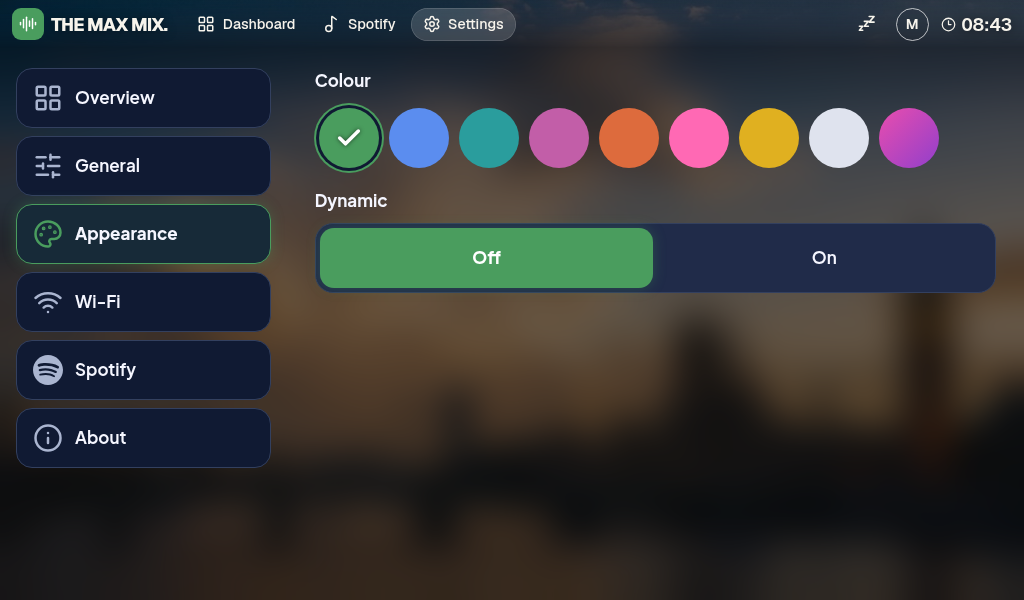 THE MAX MIX.
Dashboard
Spotify
Settings
zzz
M
08:43
Overview
General
Appearance
Wi-Fi
Spotify
About
Colour
Dynamic
Off
On